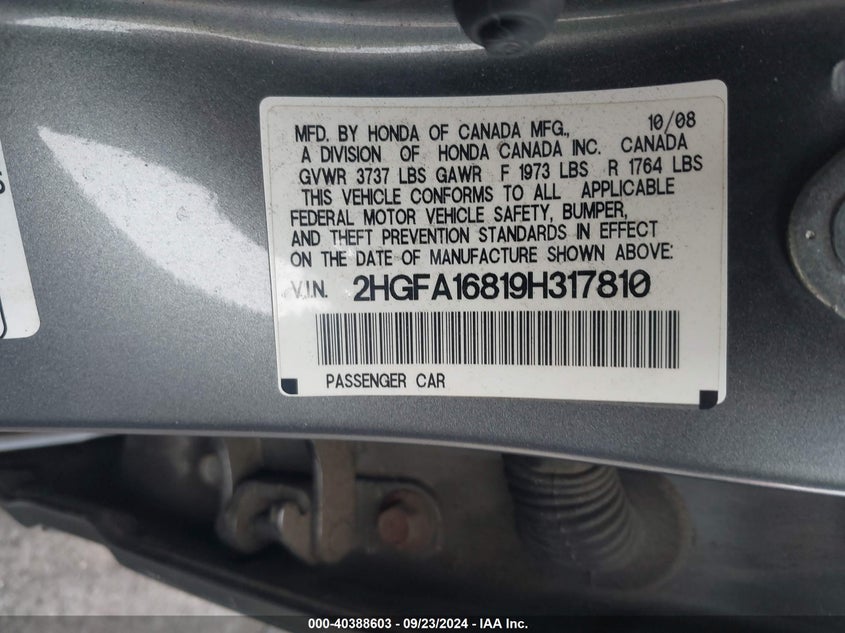 MFD. BY HONDA OF CANADA MFG., 10/08
A DIVISION OF HONDA CANADA INC. CANADA
GVWR 3737 LBS GAWR F 1973 LBS R 1764 LBS
THIS VEHICLE CONFORMS TO ALL APPLICABLE
FEDERAL MOTOR VEHICLE SAFETY, BUMPER,
AND THEFT PREVENTION STANDARDS IN EFFECT
ON THE DATE OF MANUFACTURE SHOWN ABOVE:
V.I.N. 2HGFA16819H317810
PASSENGER CAR
000-40388603 - 09/23/2024 - IAA Inc.